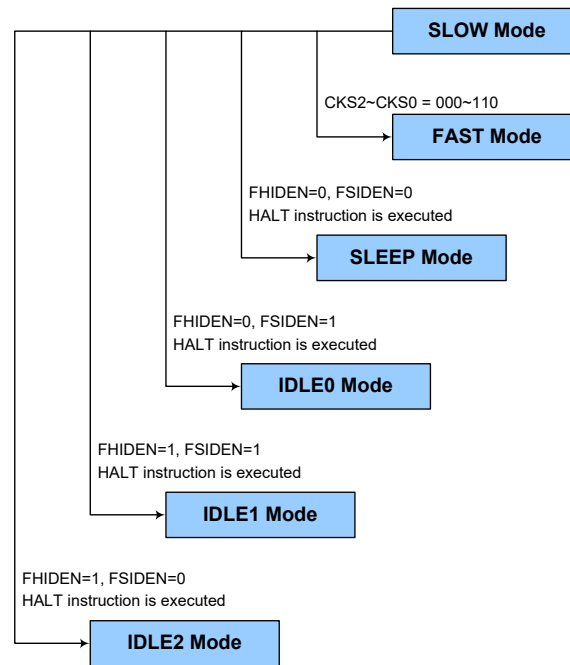 SLOW Mode
CKS2~CKS0 = 000~110
FAST Mode
FHIDEN=0, FSIDEN=0
HALT instruction is executed
SLEEP Mode
FHIDEN=0, FSIDEN=1
HALT instruction is executed
IDLE0 Mode
FHIDEN=1, FSIDEN=1
HALT instruction is executed
IDLE1 Mode
FHIDEN=1, FSIDEN=0
HALT instruction is executed
IDLE2 Mode